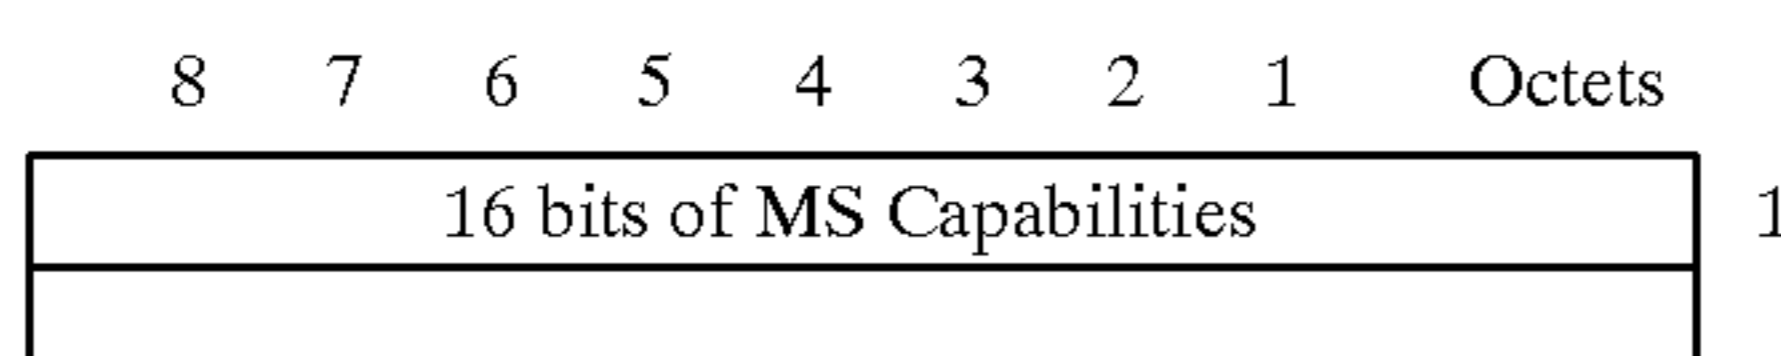 8 7 6 5 4 3 2 1 Octets
16 bits of MS Capabilities 1